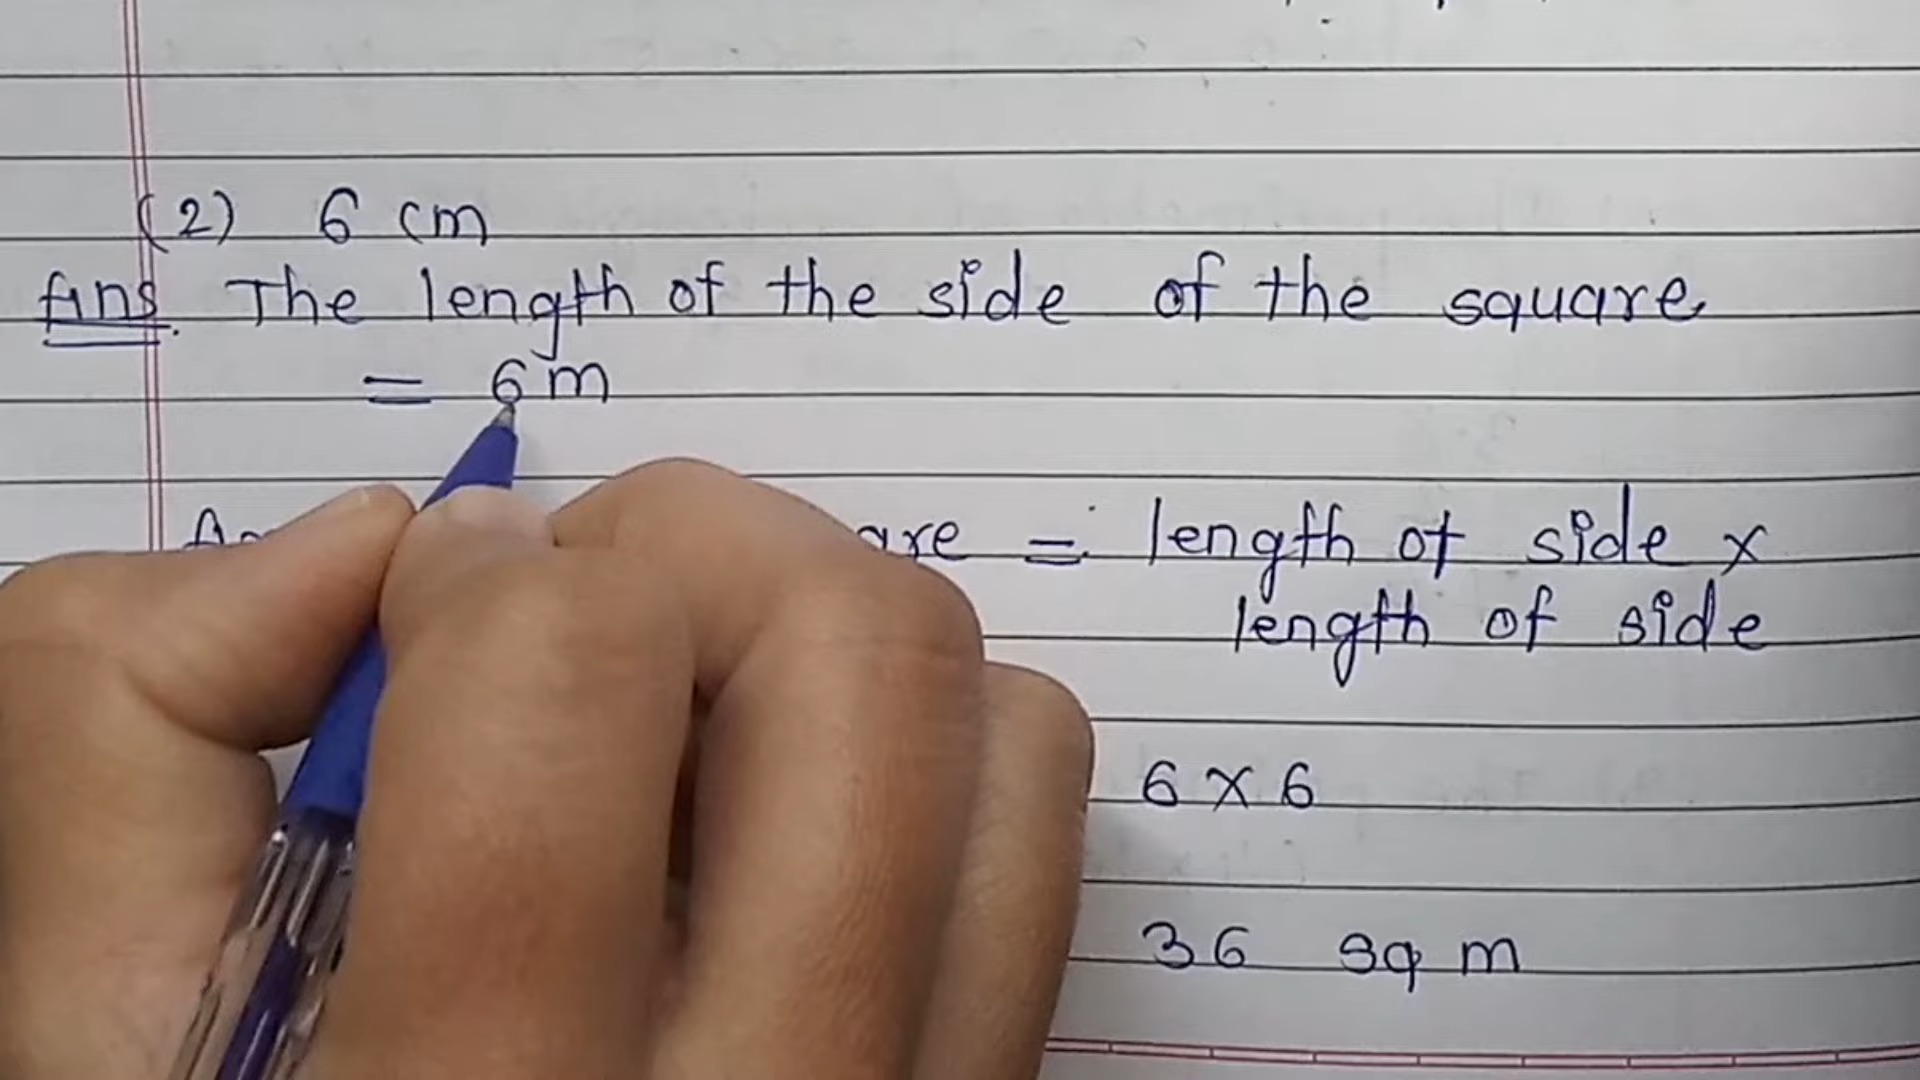 (2) 6 cm
Ans. The length of the side of the square
= 6 m
are = length of side x
length of side
6 x 6
36 sq m